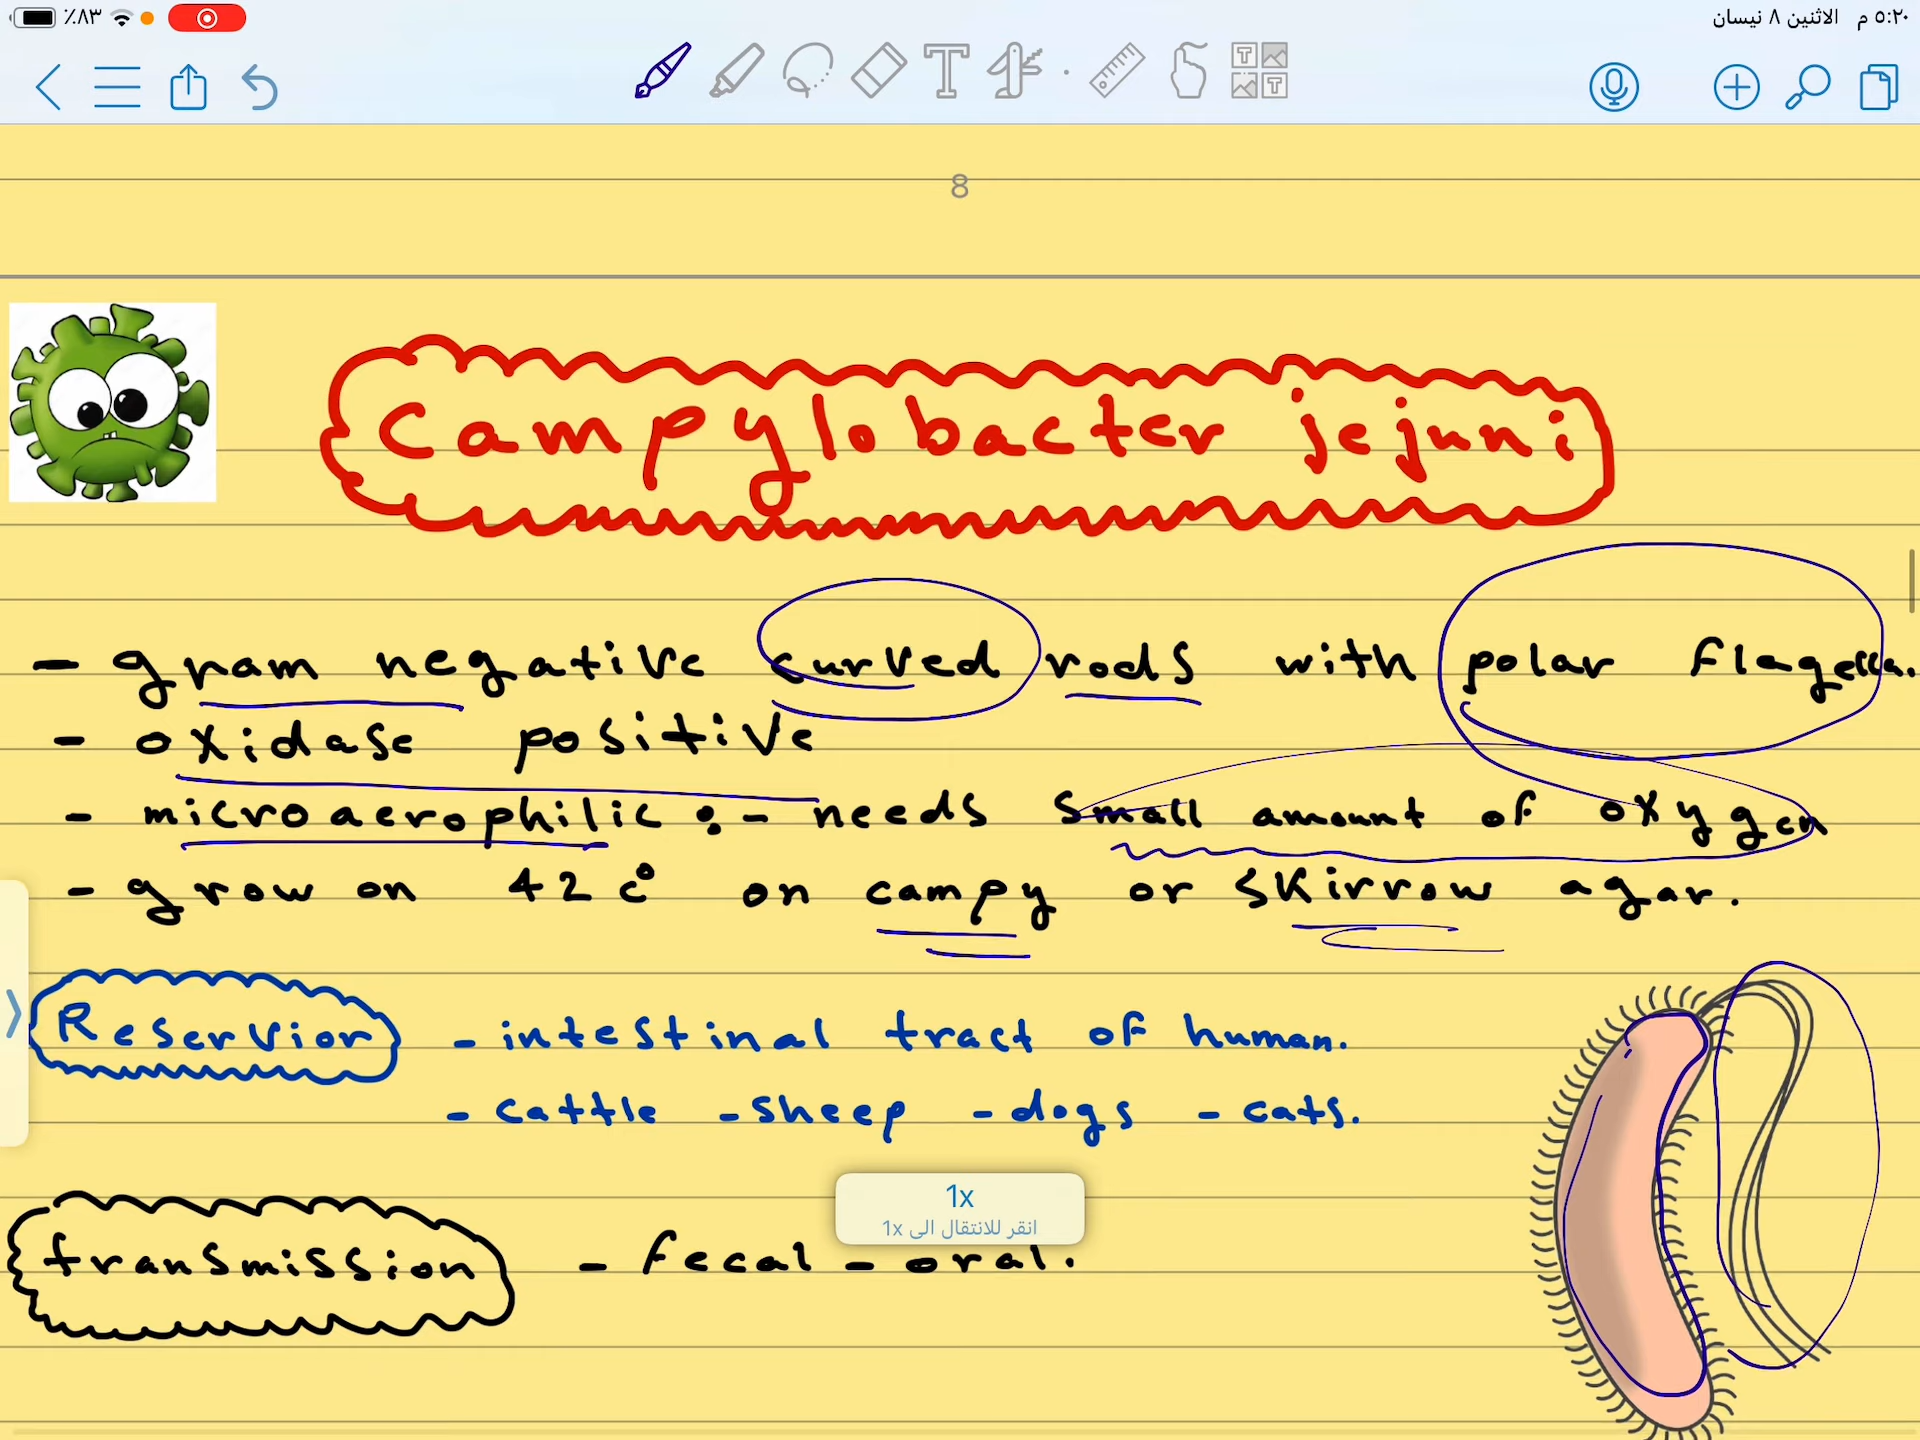 ٪٨٣
٥:٢٠ م الاثنين ٨ نيسان
8
Campylobacter jejuni
- gram negative curved rods with polar flagella.
- oxidase positive
- microaerophilic :- needs small amount of oxygen
- grow on 42 c° on campy or skirrow agar.
Reservior - intestinal tract of human.
- cattle - sheep - dogs - cats.
1x
انقر للانتقال الى 1x
transmission - fecal - oral.